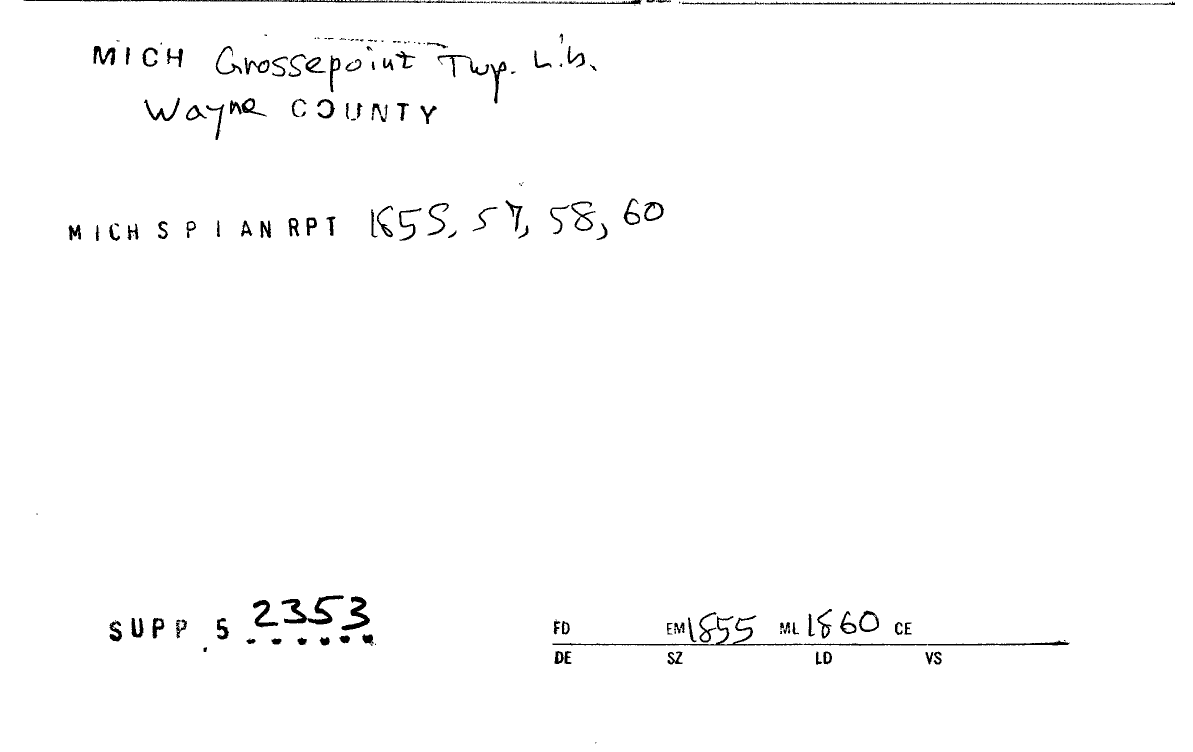 MICH Grossepoint Twp. Lib.
Wayne COUNTY
MICH S P I AN RPT 1855, 57, 58, 60
SUPP. 5 2353
FD EM 1855 ML 1860 CE
DE SZ LD VS